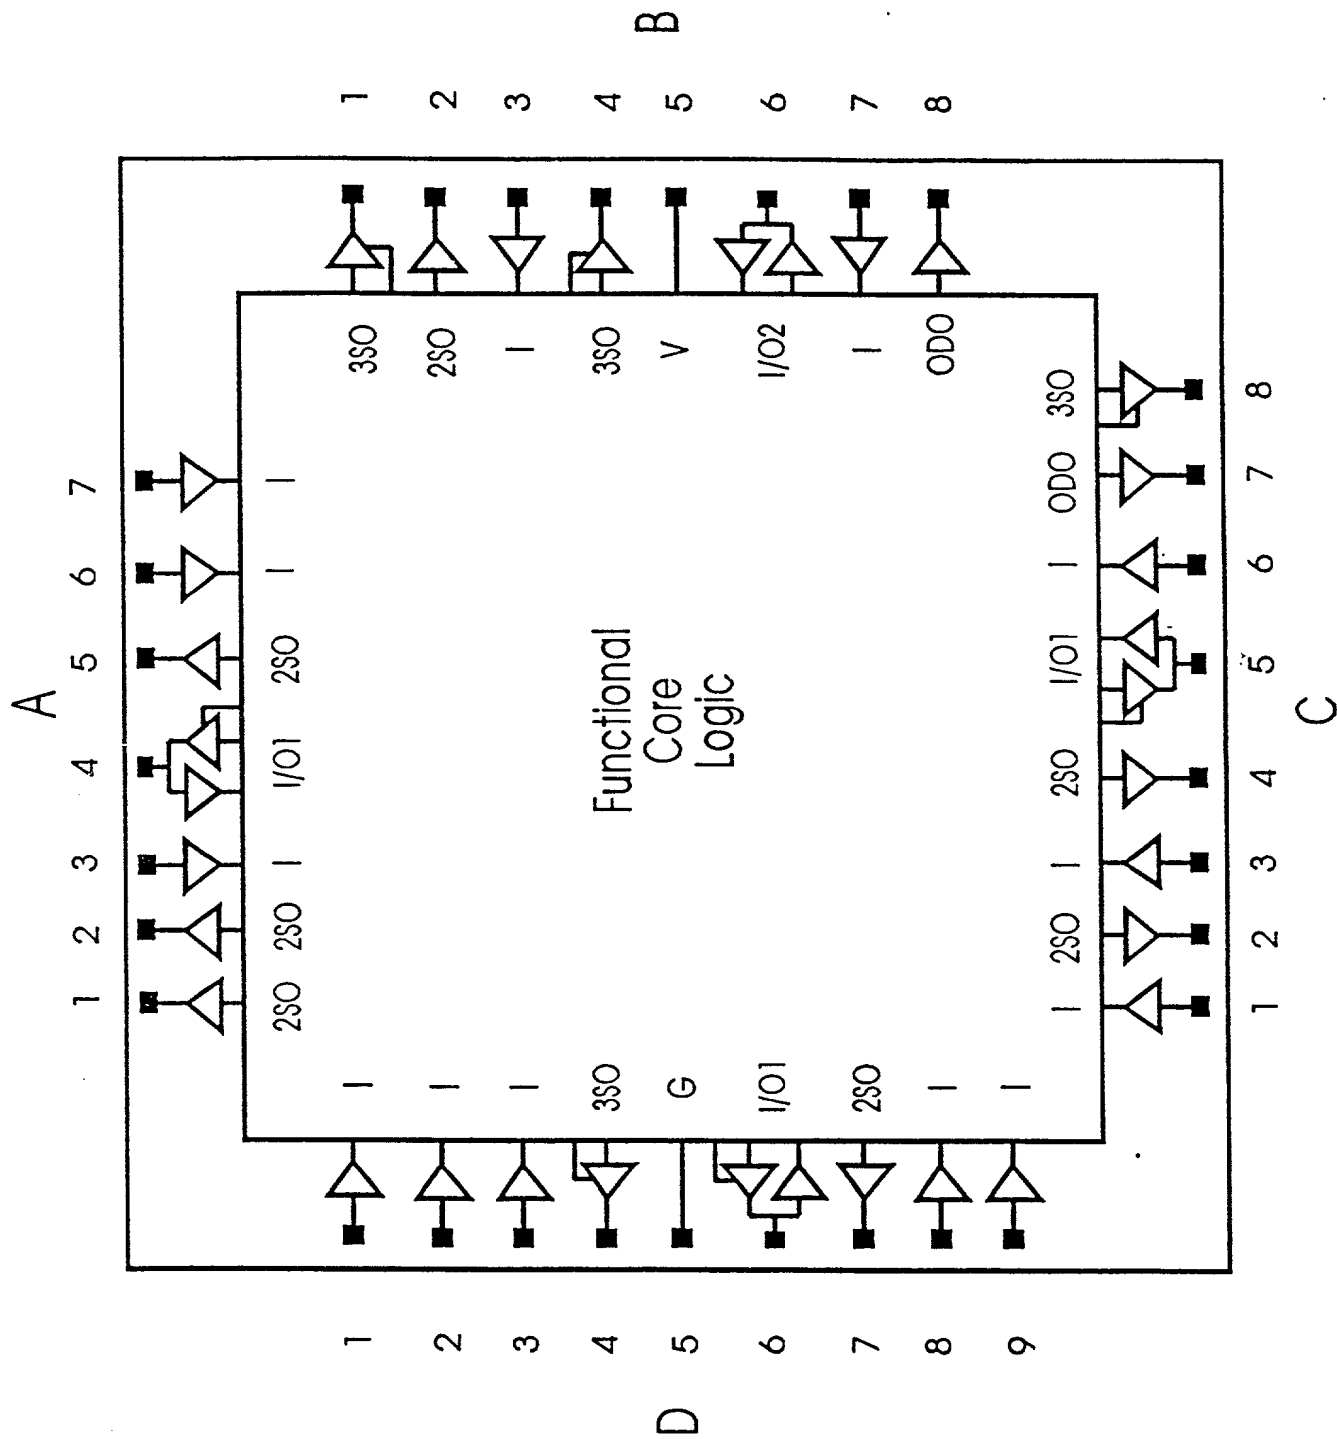 A
1 2 3 4 5 6 7
2SO 2SO I I/O1 2SO I I
B
1 2 3 4 5 6 7 8
3SO 2SO I 3SO V I/O2 I ODO
Functional
Core
Logic
I I I 3SO G I/O1 2SO I I
1 2 3 4 5 6 7 8 9
D
I 2SO I 2SO I/O1 I ODO 3SO
1 2 3 4 5 6 7 8
C